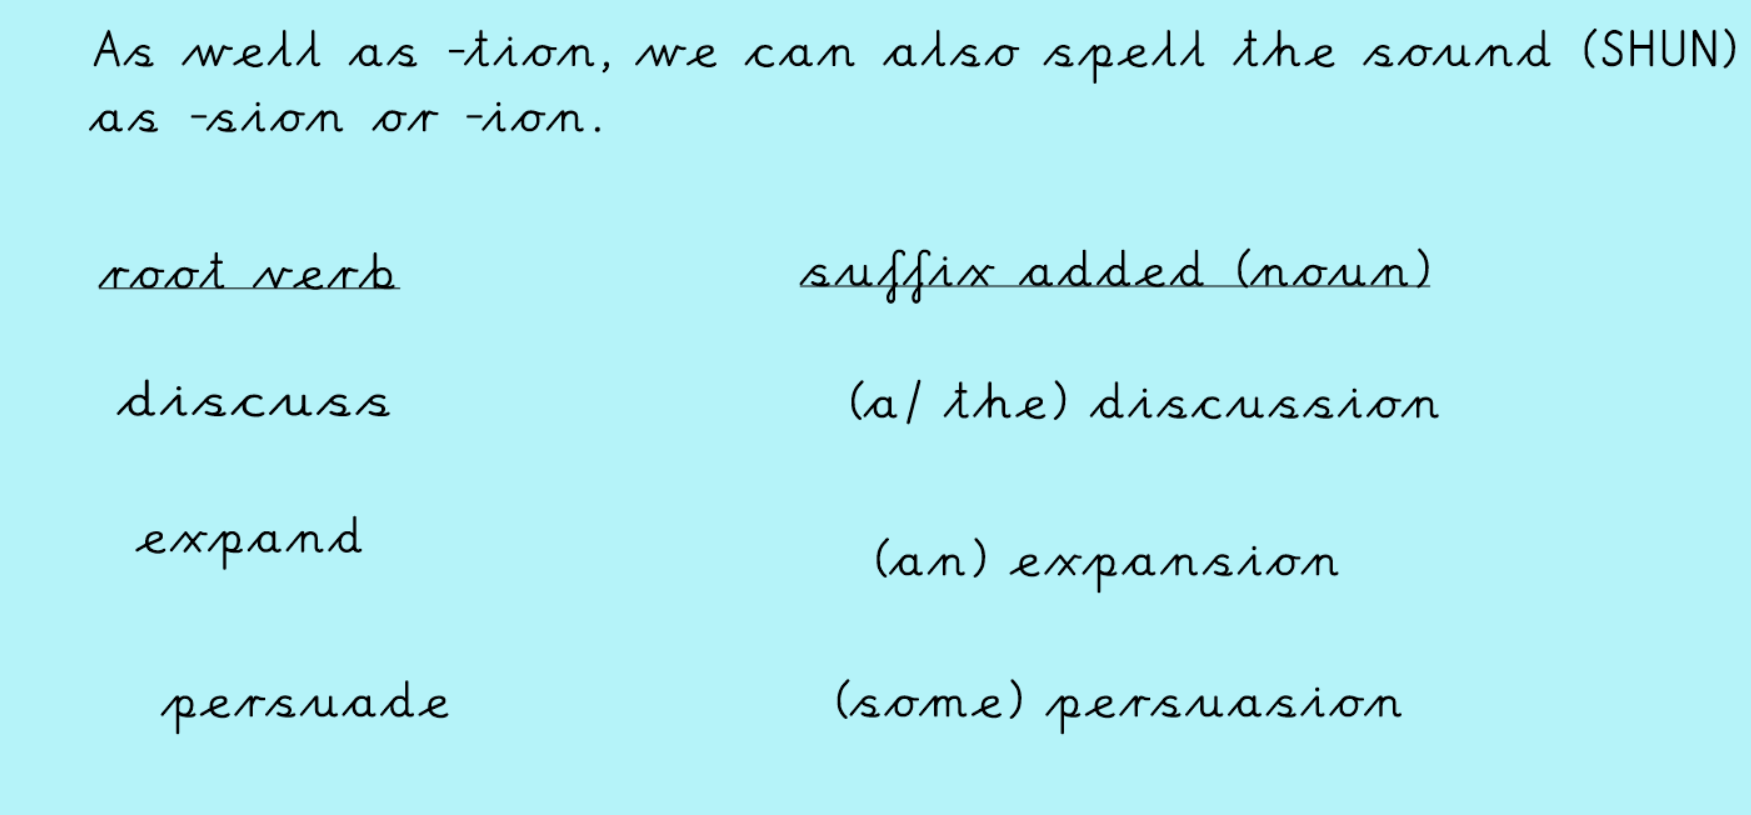 As well as -tion, we can also spell the sound (SHUN)
as -sion or -ion.
root verb suffix added (noun)
discuss (a/ the) discussion
expand (an) expansion
persuade (some) persuasion